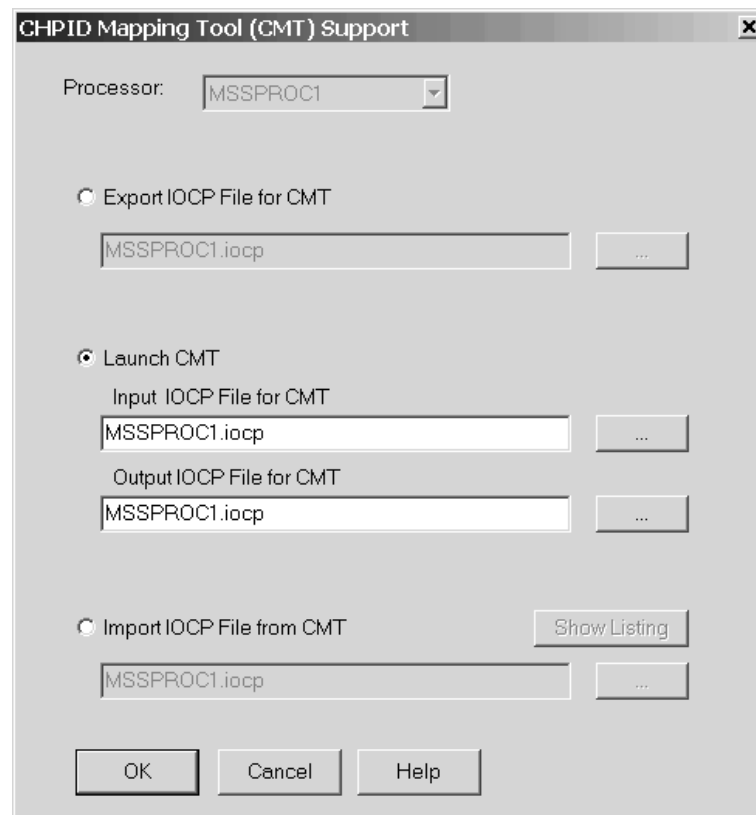 CHPID Mapping Tool (CMT) Support
Processor: MSSPROC1
Export IOCP File for CMT
MSSPROC1.iocp ...
Launch CMT
Input IOCP File for CMT
MSSPROC1.iocp ...
Output IOCP File for CMT
MSSPROC1.iocp ...
Import IOCP File from CMT Show Listing
MSSPROC1.iocp ...
OK Cancel Help